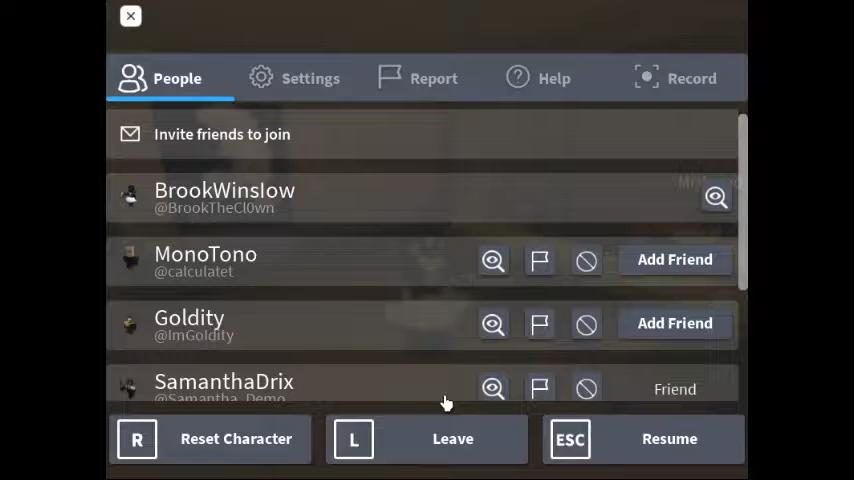 People
Settings
Report
Help
Record
Invite friends to join
BrookWinslow
@BrookTheCl0wn
MonoTono
@calculatet
Add Friend
Goldity
@ImGoldity
Add Friend
SamanthaDrix
@Samantha_Demo
Friend
R
Reset Character
L
Leave
ESC
Resume